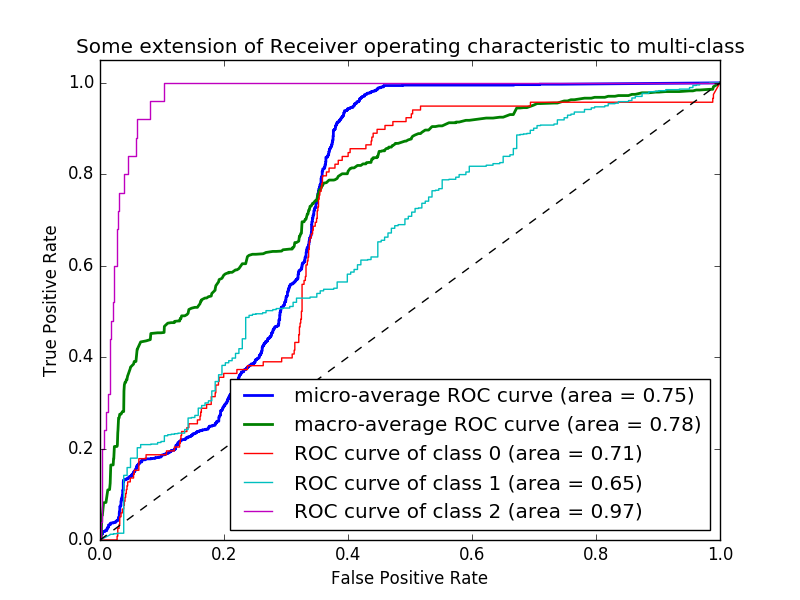 Some extension of Receiver operating characteristic to multi-class
1.0
0.8
0.6
0.4
0.2
0.0
True Positive Rate
micro-average ROC curve (area = 0.75)
macro-average ROC curve (area = 0.78)
ROC curve of class 0 (area = 0.71)
ROC curve of class 1 (area = 0.65)
ROC curve of class 2 (area = 0.97)
0.0 0.2 0.4 0.6 0.8 1.0
False Positive Rate